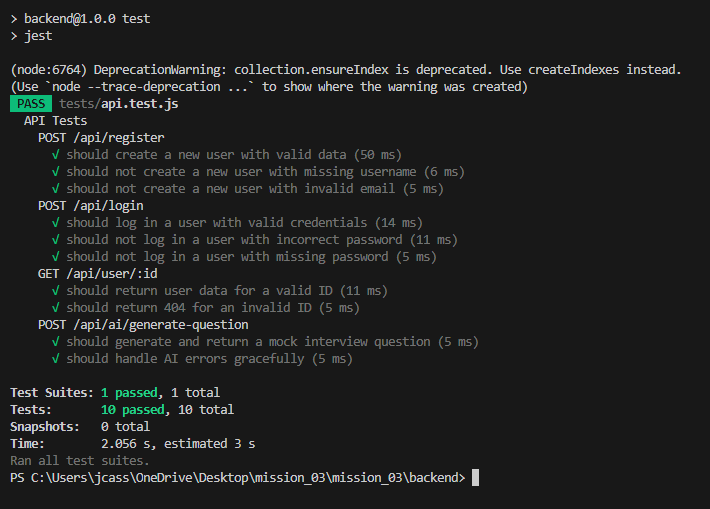 > backend@1.0.0 test
> jest
(node:6764) DeprecationWarning: collection.ensureIndex is deprecated. Use createIndexes instead.
(Use `node --trace-deprecation ...` to show where the warning was created)
PASS tests/api.test.js
API Tests
POST /api/register
√ should create a new user with valid data (50 ms)
√ should not create a new user with missing username (6 ms)
√ should not create a new user with invalid email (5 ms)
POST /api/login
√ should log in a user with valid credentials (14 ms)
√ should not log in a user with incorrect password (11 ms)
√ should not log in a user with missing password (5 ms)
GET /api/user/:id
√ should return user data for a valid ID (11 ms)
√ should return 404 for an invalid ID (5 ms)
POST /api/ai/generate-question
√ should generate and return a mock interview question (5 ms)
√ should handle AI errors gracefully (5 ms)
Test Suites: 1 passed, 1 total
Tests: 10 passed, 10 total
Snapshots: 0 total
Time: 2.056 s, estimated 3 s
Ran all test suites.
PS C:\Users\jcass\OneDrive\Desktop\mission_03\mission_03\backend>